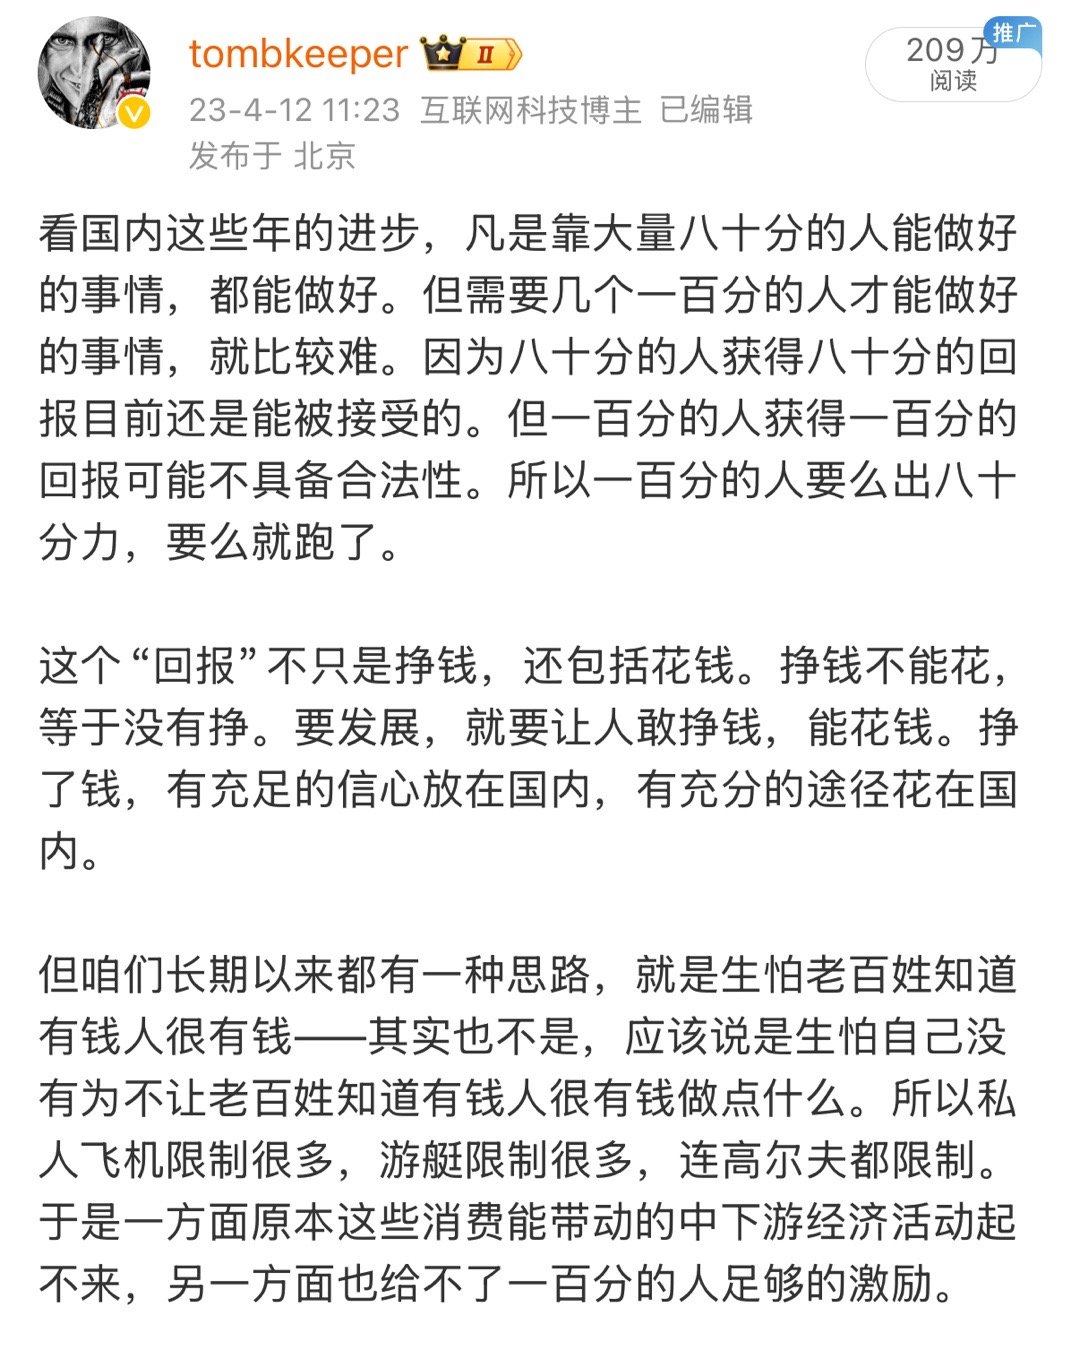 tombkeeper II
209万
推广
阅读
23-4-12 11:23 互联网科技博主 已编辑
发布于 北京
看国内这些年的进步，凡是靠大量八十分的人能做好
的事情，都能做好。但需要几个一百分的人才能做好
的事情，就比较难。因为八十分的人获得八十分的回
报目前还是能被接受的。但一百分的人获得一百分的
回报可能不具备合法性。所以一百分的人要么出八十
分力，要么就跑了。
这个“回报”不只是挣钱，还包括花钱。挣钱不能花，
等于没有挣。要发展，就要让人敢挣钱，能花钱。挣
了钱，有充足的信心放在国内，有充分的途径花在国
内。
但咱们长期以来都有一种思路，就是生怕老百姓知道
有钱人很有钱——其实也不是，应该说是生怕自己没
有为不让老百姓知道有钱人很有钱做点什么。所以私
人飞机限制很多，游艇限制很多，连高尔夫都限制。
于是一方面原本这些消费能带动的中下游经济活动起
不来，另一方面也给不了一百分的人足够的激励。